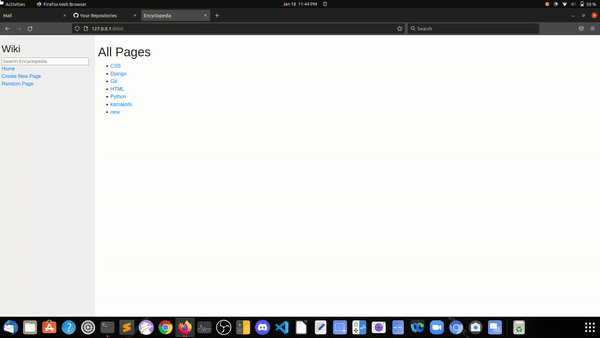 Activities Firefox Web Browser Jan 18 11:44 PM 59 %
Mail Your Repositories Encyclopedia
127.0.0.1:8000 Search
Wiki
Search Encyclopedia
Home
Create New Page
Random Page
All Pages
CSS
Django
Git
HTML
Python
kamakshi
new